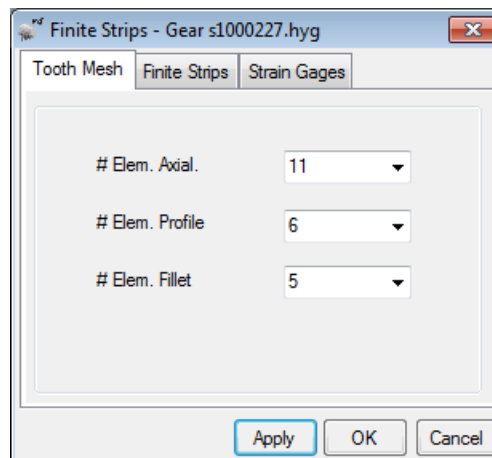 Finite Strips - Gear s1000227.hyg
Tooth Mesh Finite Strips Strain Gages
# Elem. Axial. 11
# Elem. Profile 6
# Elem. Fillet 5
Apply OK Cancel